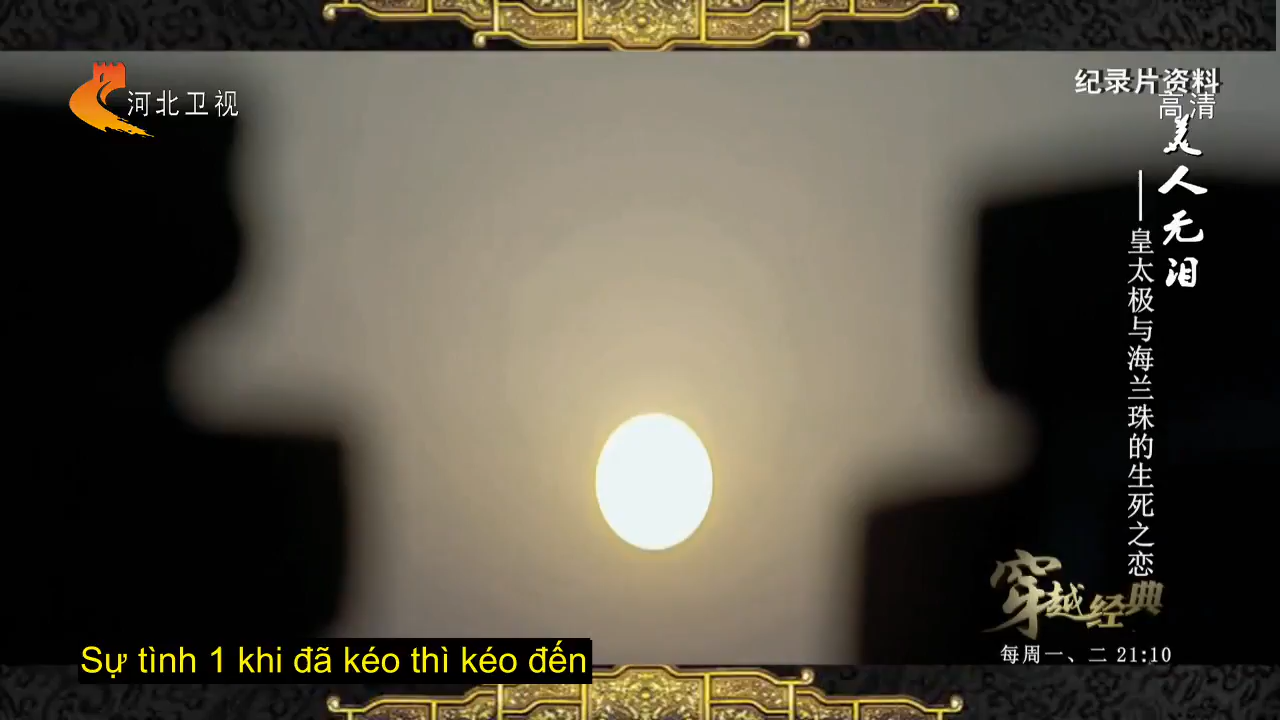 河北卫视
纪录片资料
高清
美人无泪
——皇太极与海兰珠的生死之恋
穿越经典
每周一、二 21:10
Sự tình 1 khi đã kéo thì kéo đến